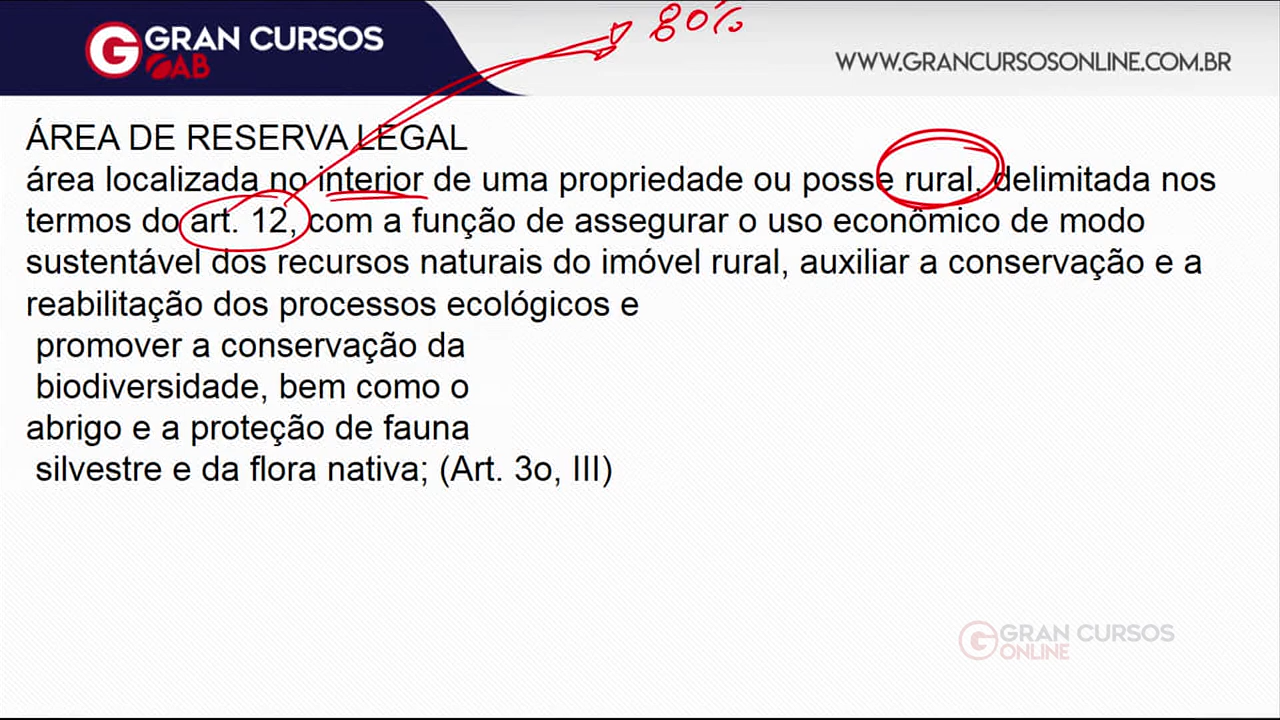 GRAN CURSOS
OAB
80%
WWW.GRANCURSOSONLINE.COM.BR
ÁREA DE RESERVA LEGAL
área localizada no interior de uma propriedade ou posse rural, delimitada nos
termos do art. 12, com a função de assegurar o uso econômico de modo
sustentável dos recursos naturais do imóvel rural, auxiliar a conservação e a
reabilitação dos processos ecológicos e
promover a conservação da
biodiversidade, bem como o
abrigo e a proteção de fauna
silvestre e da flora nativa; (Art. 3o, III)
GRAN CURSOS
ONLINE